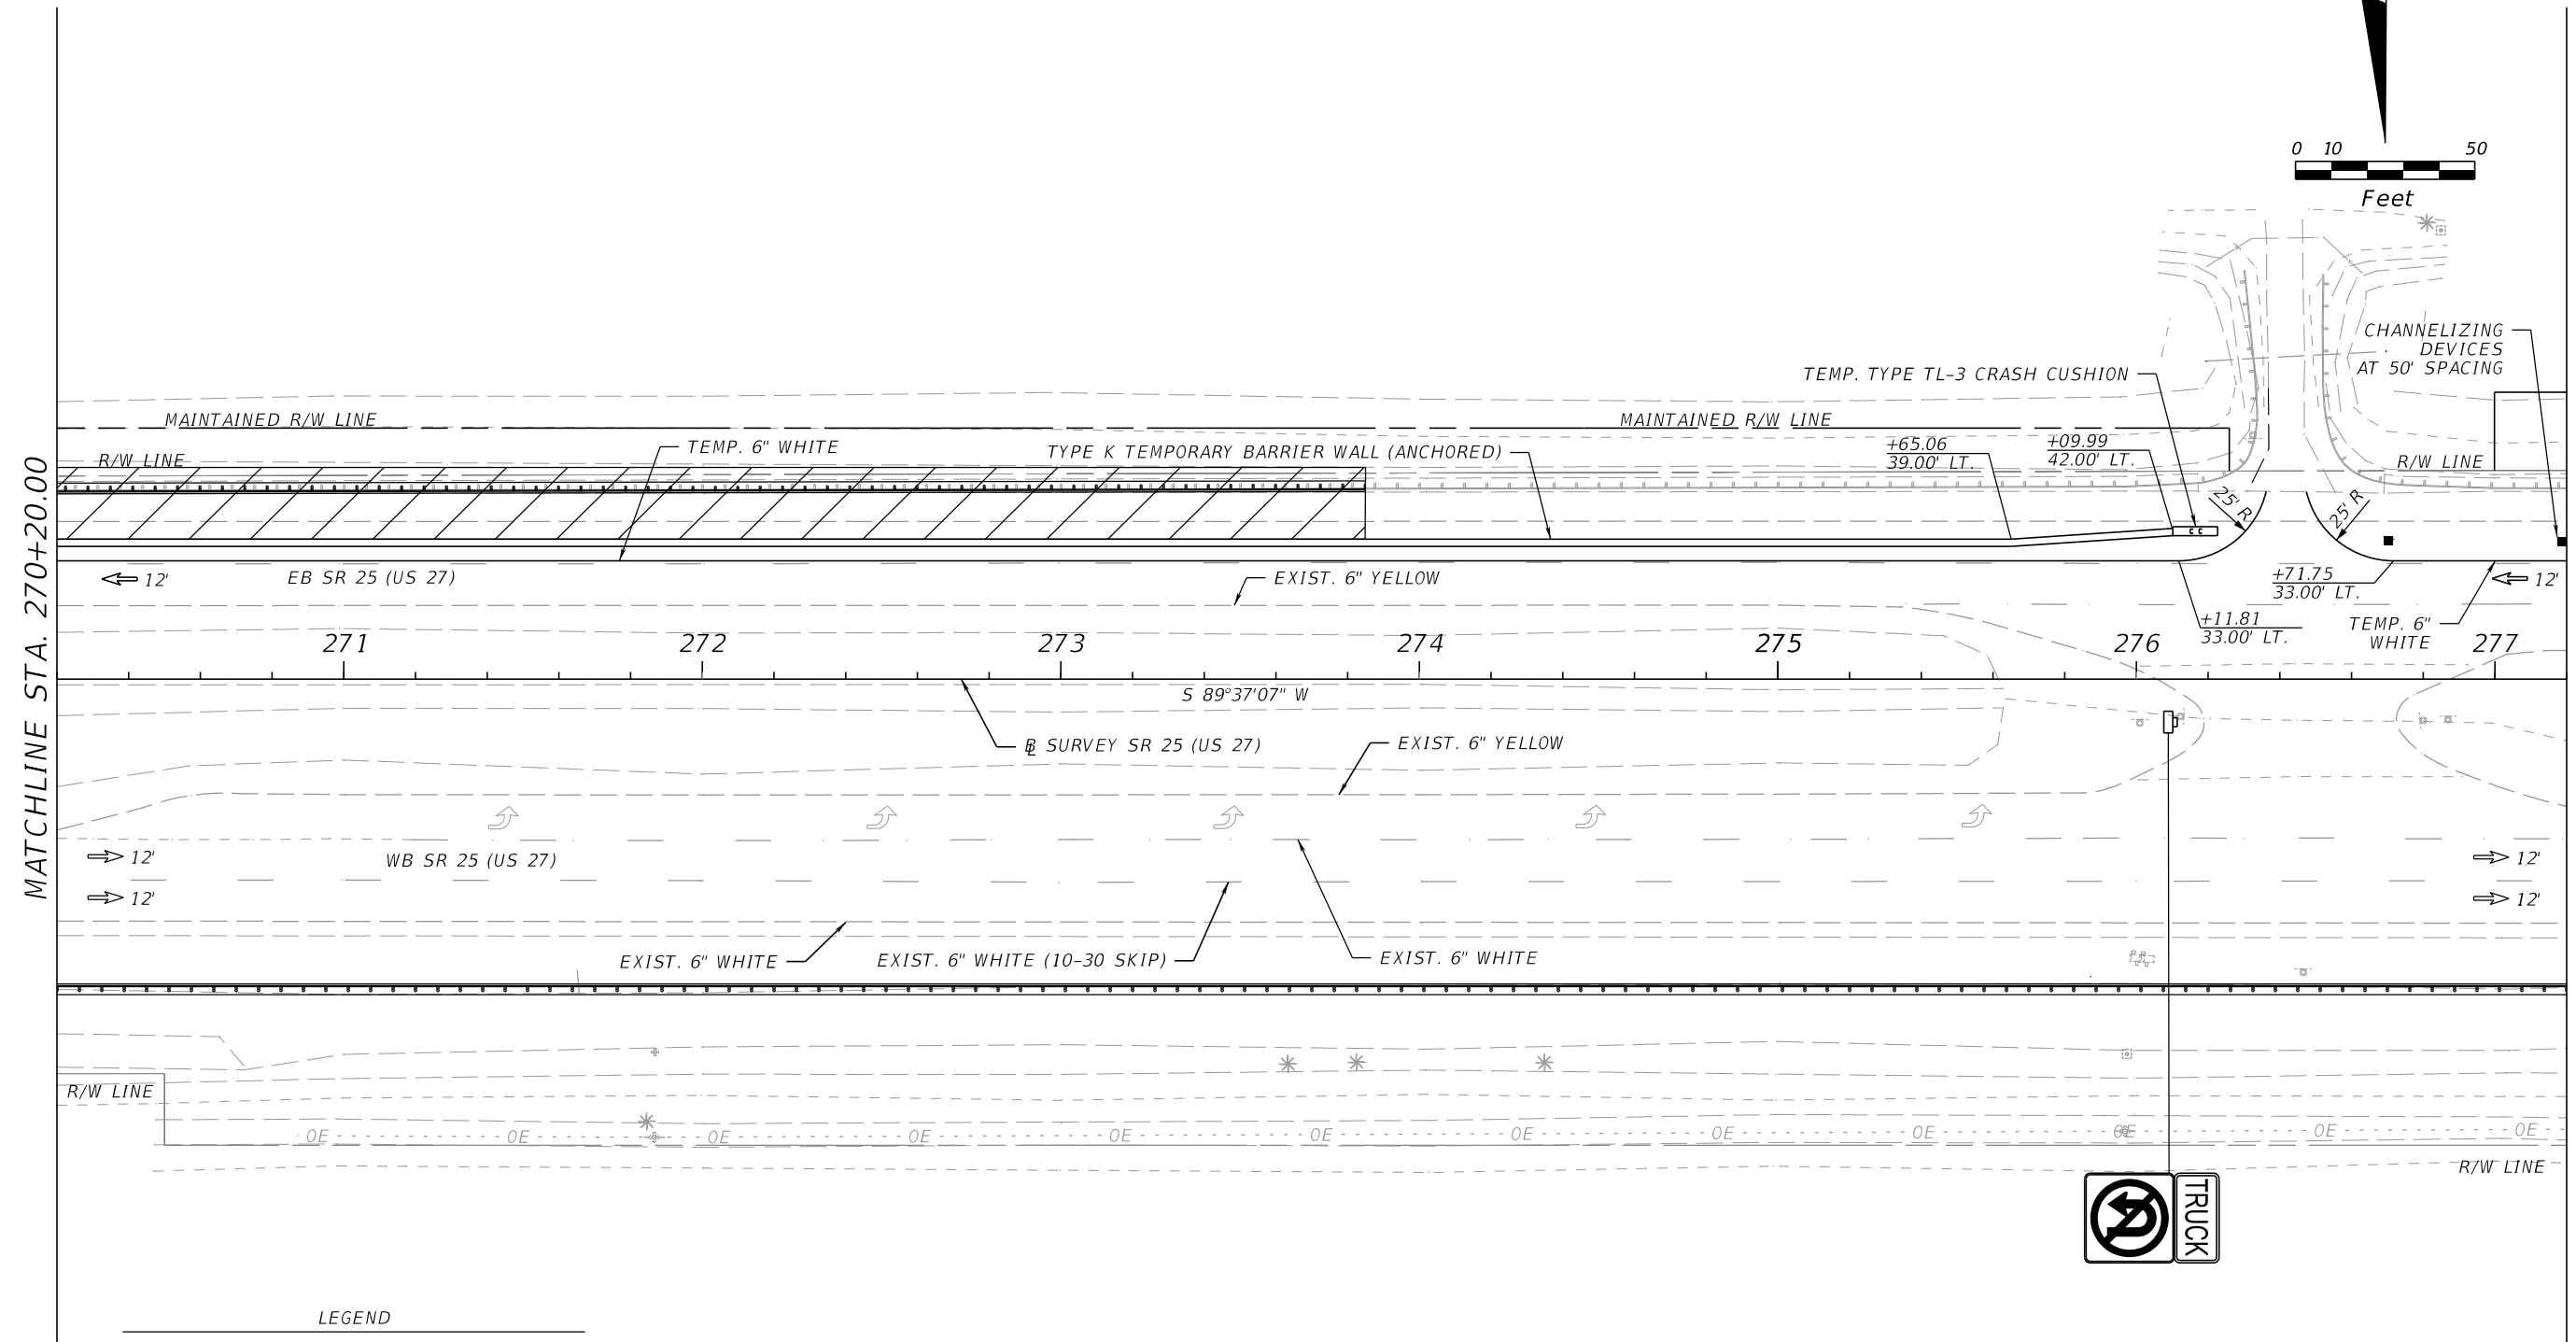 0 10 50
Feet
CHANNELIZING
DEVICES
AT 50' SPACING
TEMP. TYPE TL-3 CRASH CUSHION
MAINTAINED R/W LINE
MAINTAINED R/W LINE
TEMP. 6" WHITE
TYPE K TEMPORARY BARRIER WALL (ANCHORED)
+65.06
39.00' LT.
+09.99
42.00' LT.
R/W LINE
R/W LINE
25' R
25' R
MATCHLINE STA. 270+20.00
12'
EB SR 25 (US 27)
EXIST. 6" YELLOW
+71.75
33.00' LT.
12'
+11.81
33.00' LT.
TEMP. 6"
WHITE
271 272 273 274 275 276 277
S 89°37'07" W
BL SURVEY SR 25 (US 27)
EXIST. 6" YELLOW
12'
WB SR 25 (US 27)
12'
12'
12'
EXIST. 6" WHITE
EXIST. 6" WHITE (10-30 SKIP)
EXIST. 6" WHITE
R/W LINE
OE OE OE OE OE OE OE OE OE OE OE OE
R/W LINE
TRUCK
LEGEND